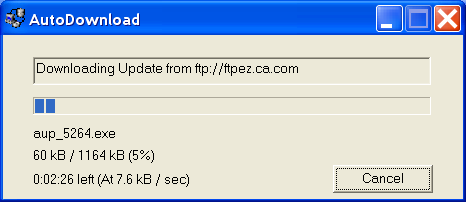 AutoDownload
Downloading Update from ftp://ftpez.ca.com
aup_5264.exe
60 kB / 1164 kB (5%)
0:02:26 left (At 7.6 kB / sec)
Cancel